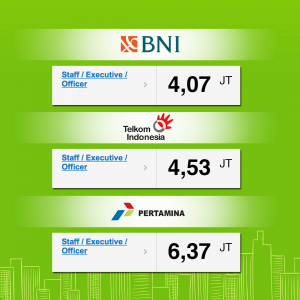 BNI
Staff / Executive /
Officer
4,07 JT
Telkom
Indonesia
Staff / Executive /
Officer
4,53 JT
PERTAMINA
Staff / Executive /
Officer
6,37 JT